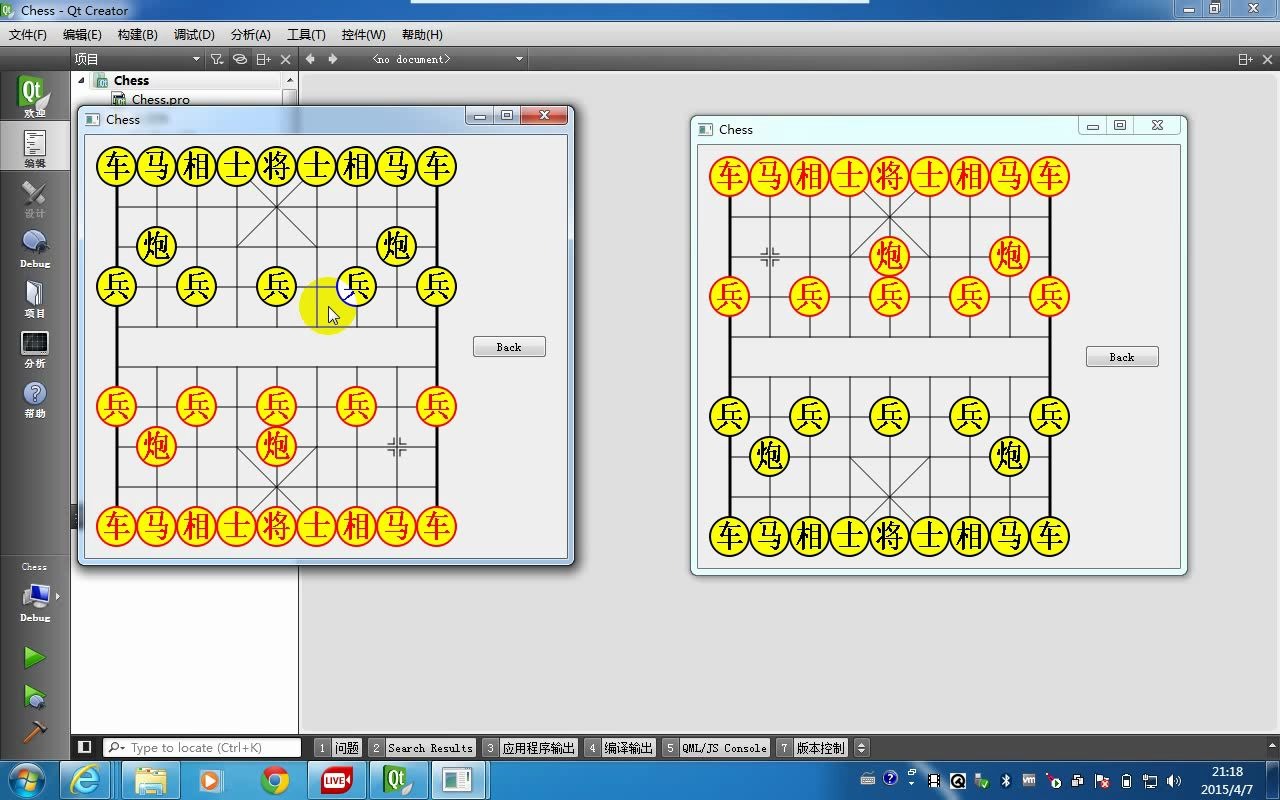 Chess - Qt Creator
文件(F) 编辑(E) 构建(B) 调试(D) 分析(A) 工具(T) 控件(W) 帮助(H)
项目 <no document>
Qt 欢迎
编辑
设计
Debug
项目
分析
帮助
Chess
Debug
Chess
Chess.pro
Chess
车马相士将士相马车
炮 炮
兵 兵 兵 兵 兵
Back
兵 兵 兵 兵 兵
炮 炮
车马相士将士相马车
Chess
车马相士将士相马车
炮 炮
兵 兵 兵 兵 兵
Back
兵 兵 兵 兵 兵
炮 炮
车马相士将士相马车
Type to locate (Ctrl+K) 1 问题 2 Search Results 3 应用程序输出 4 编译输出 5 QML/JS Console 7 版本控制
LIVE Qt
21:18
2015/4/7